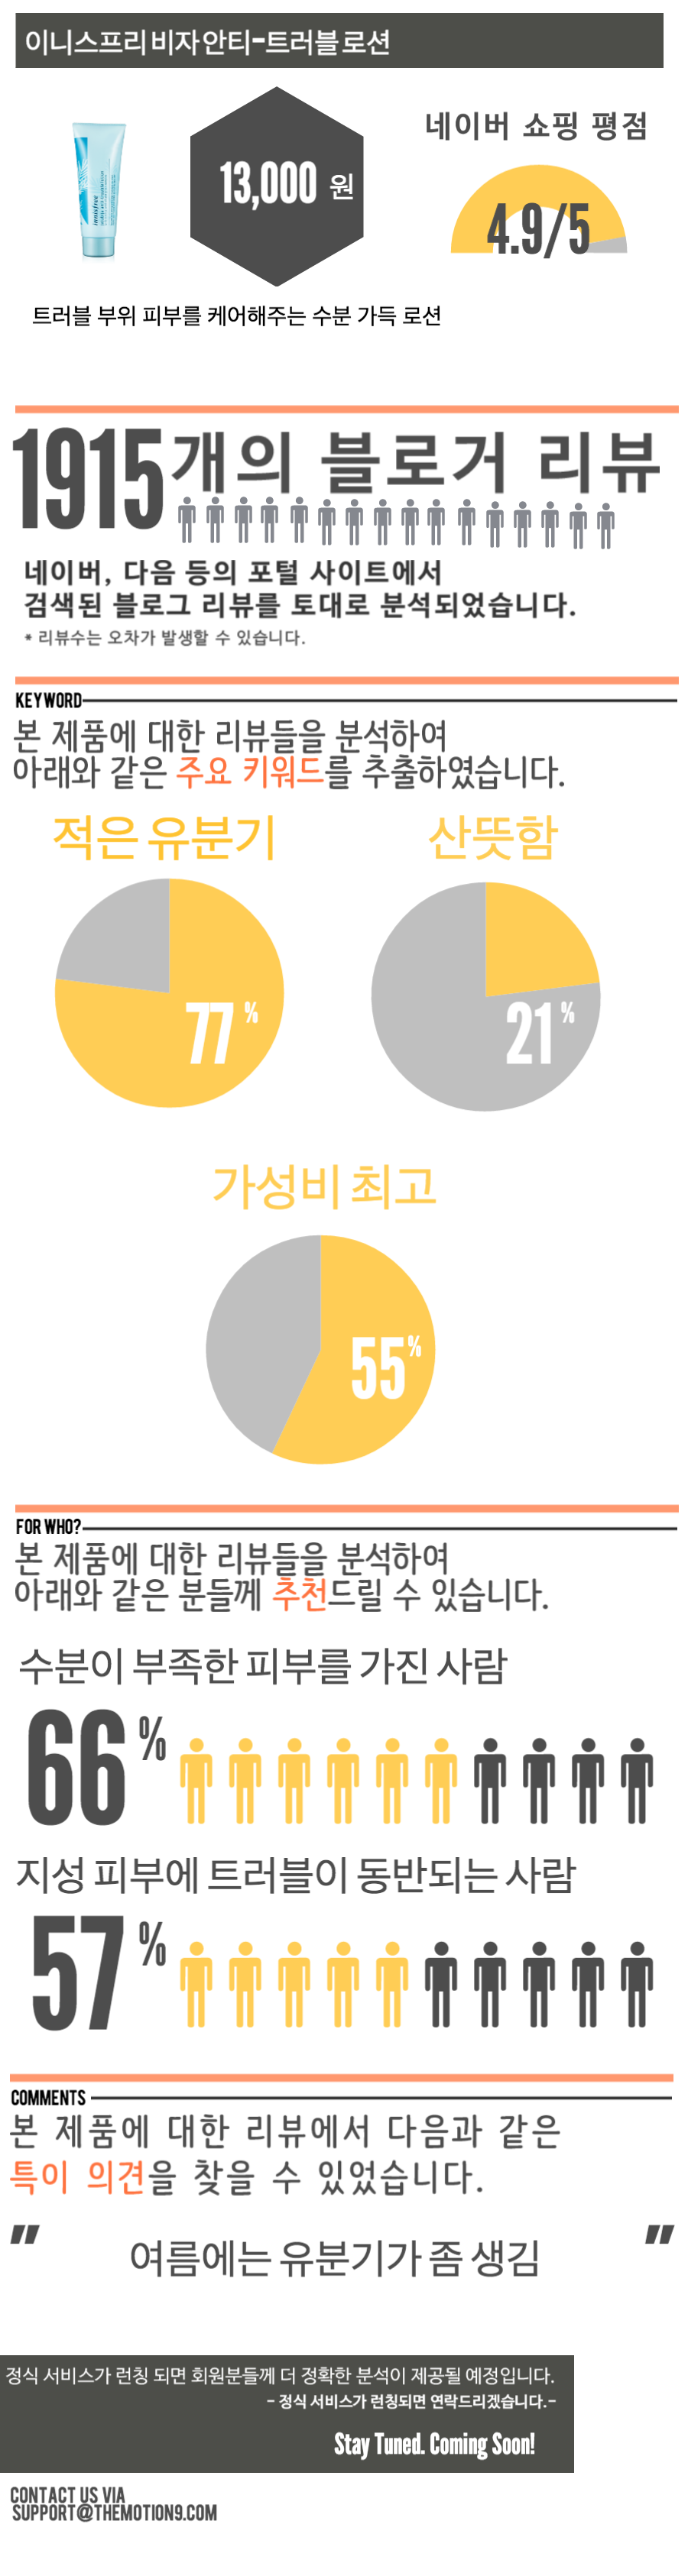 이니스프리 비자 안티-트러블 로션
innisfree
13,000 원
네이버 쇼핑 평점
4.9/5
트러블 부위 피부를 케어해주는 수분 가득 로션
1915개의 블로거 리뷰
네이버, 다음 등의 포털 사이트에서
검색된 블로그 리뷰를 토대로 분석되었습니다.
* 리뷰수는 오차가 발생할 수 있습니다.
KEYWORD
본 제품에 대한 리뷰들을 분석하여
아래와 같은 주요 키워드를 추출하였습니다.
적은 유분기
77%
산뜻함
21%
가성비 최고
55%
FOR WHO?
본 제품에 대한 리뷰들을 분석하여
아래와 같은 분들께 추천드릴 수 있습니다.
수분이 부족한 피부를 가진 사람
66%
지성 피부에 트러블이 동반되는 사람
57%
COMMENTS
본 제품에 대한 리뷰에서 다음과 같은
특이 의견을 찾을 수 있었습니다.
" 여름에는 유분기가 좀 생김 "
정식 서비스가 런칭 되면 회원분들께 더 정확한 분석이 제공될 예정입니다.
- 정식 서비스가 런칭되면 연락드리겠습니다.-
Stay Tuned. Coming Soon!
CONTACT US VIA
SUPPORT@THEMOTION9.COM